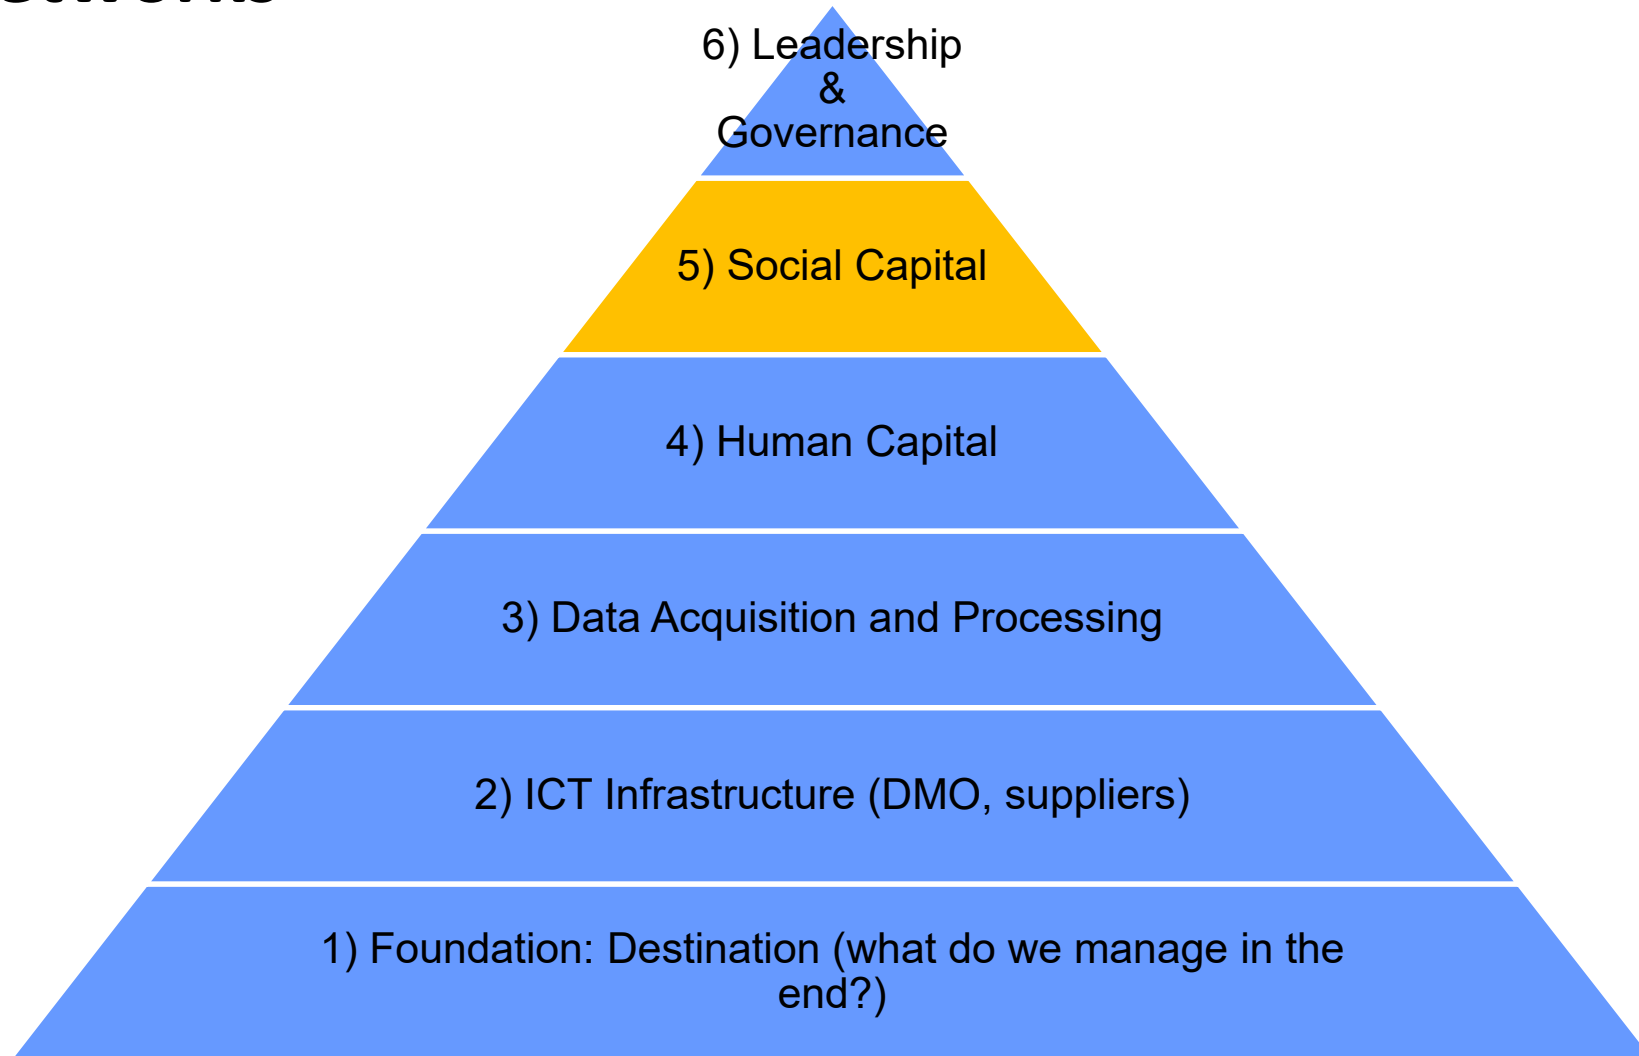 6) Leadership
&
Governance
5) Social Capital
4) Human Capital
3) Data Acquisition and Processing
2) ICT Infrastructure (DMO, suppliers)
1) Foundation: Destination (what do we manage in the
end?)